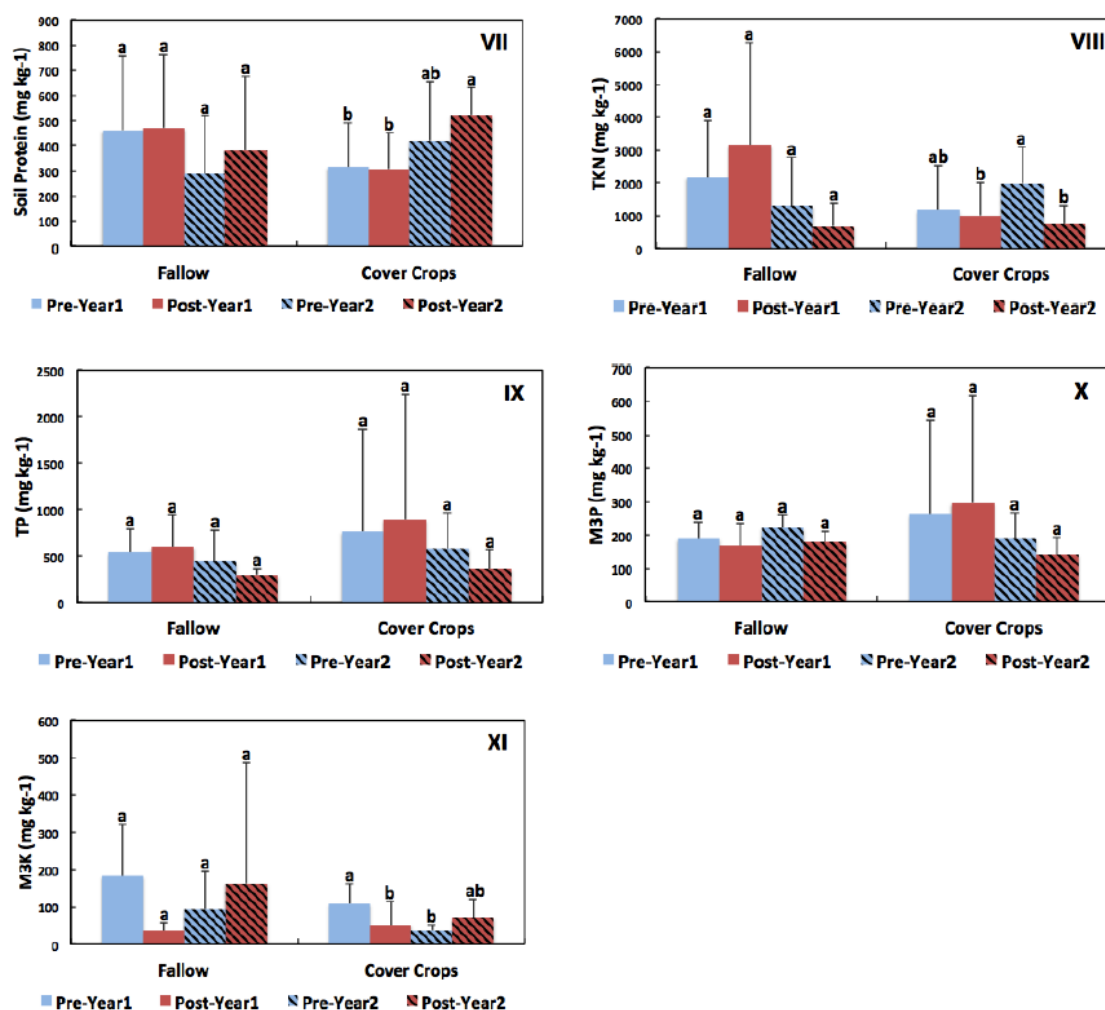 VII
Soil Protein (mg kg-1)
900
800
700
600
500
400
300
200
100
0
a a a a b b ab a
Fallow Cover Crops
Pre-Year1 Post-Year1 Pre-Year2 Post-Year2
VIII
TKN (mg kg-1)
7000
6000
5000
4000
3000
2000
1000
0
a a a a ab b a b
Fallow Cover Crops
Pre-Year1 Post-Year1 Pre-Year2 Post-Year2
IX
TP (mg kg-1)
2500
2000
1500
1000
500
0
a a a a a a a a
Fallow Cover Crops
Pre-Year1 Post-Year1 Pre-Year2 Post-Year2
X
M3P (mg kg-1)
700
600
500
400
300
200
100
0
a a a a a a a a
Fallow Cover Crops
Pre-Year1 Post-Year1 Pre-Year2 Post-Year2
XI
M3K (mg kg-1)
600
500
400
300
200
100
0
a a a a a b b ab
Fallow Cover Crops
Pre-Year1 Post-Year1 Pre-Year2 Post-Year2